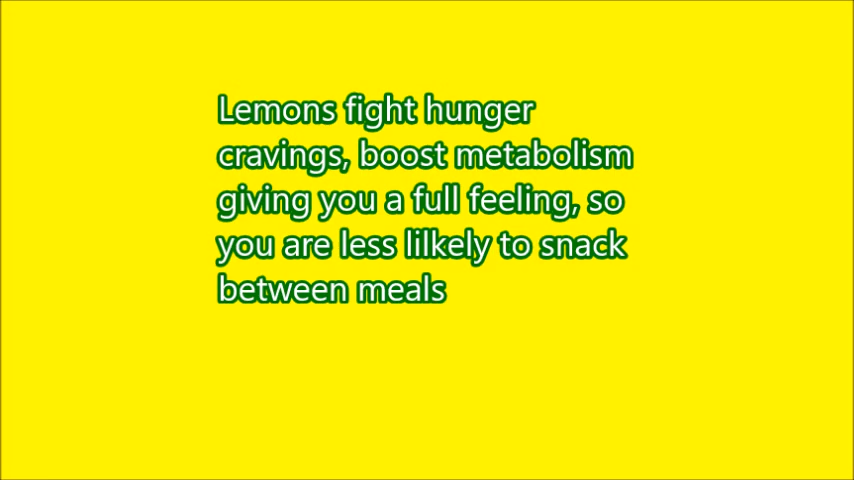 Lemons fight hunger
cravings, boost metabolism
giving you a full feeling, so
you are less lilkely to snack
between meals